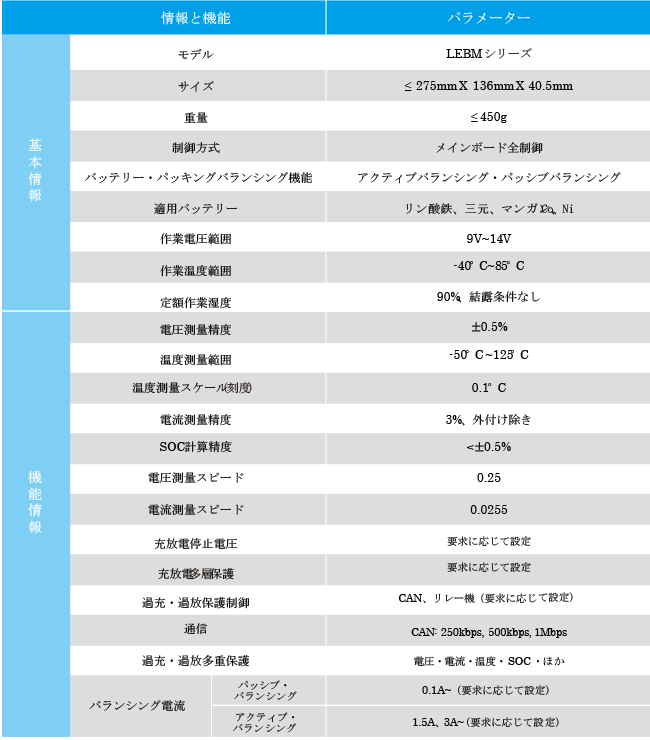 情報と機能 パラメーター
基本情報
モデル LEBMシリーズ
サイズ ≤ 275mm X 136mm X 40.5mm
重量 ≤450g
制御方式 メインボード全制御
バッテリー・パッキングバランシング機能 アクティブバランシング・パッシブバランシング
適用バッテリー リン酸鉄、三元、マンガン、Ni
作業電圧範囲 9V~14V
作業温度範囲 -40° C~85° C
定額作業湿度 90%、結露条件なし
機能情報
電圧測量精度 ±0.5%
温度測量範囲 -50° C~125° C
温度測量スケール(刻度) 0.1° C
電流測量精度 3%、外付け除き
SOC計算精度 <±0.5%
電圧測量スピード 0.25
電流測量スピード 0.0255
充放電停止電圧 要求に応じて設定
充放電多層保護 要求に応じて設定
過充・過放保護制御 CAN、リレー機（要求に応じて設定）
通信 CAN: 250kbps, 500kbps, 1Mbps
過充・過放多重保護 電圧・電流・温度・SOC・ほか
バランシング電流
パッシブ・
バランシング 0.1A~（要求に応じて設定）
アクティブ・
バランシング 1.5A、3A~（要求に応じて設定）